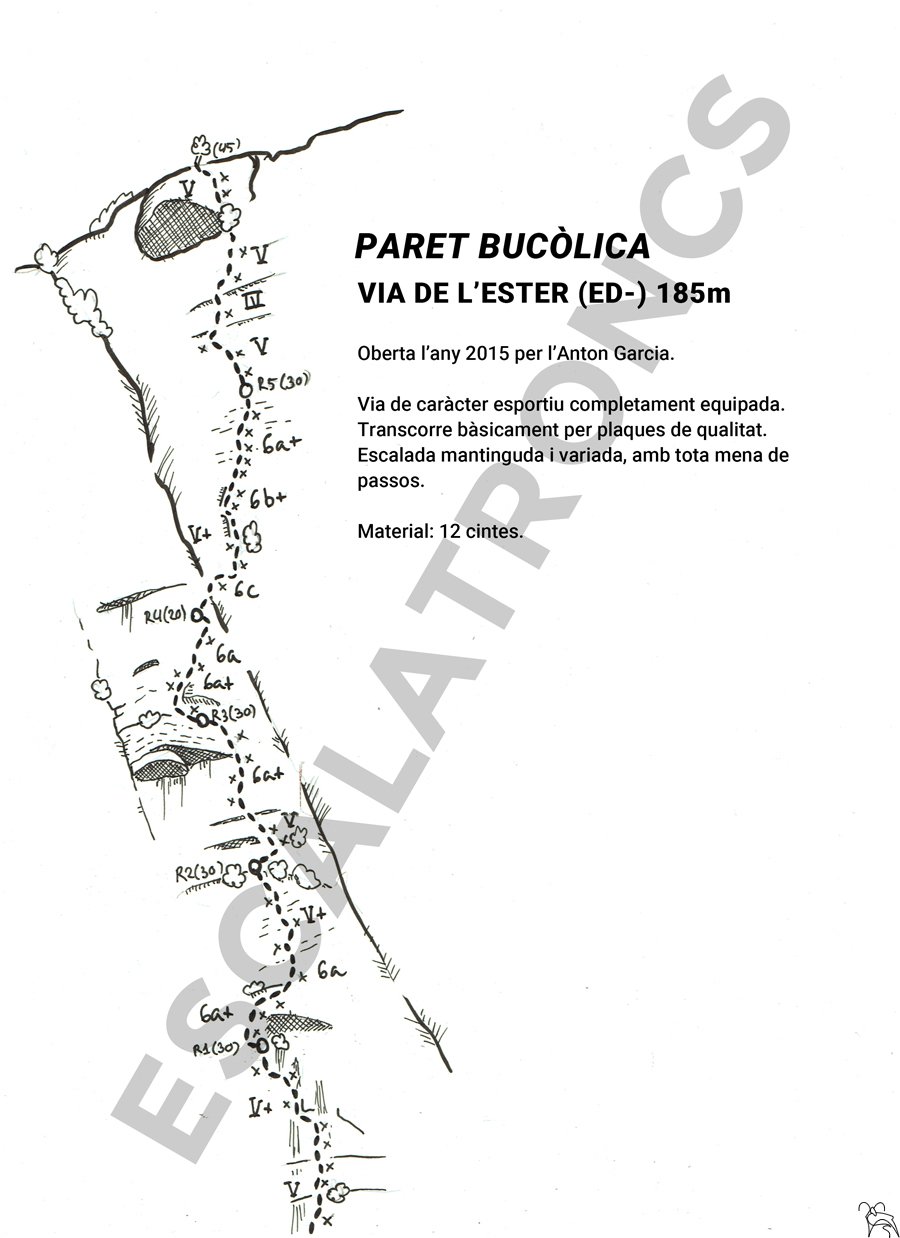 (45)
V
PARET BUCÒLICA
V
VIA DE L'ESTER (ED-) 185m
IV
V
Oberta l'any 2015 per l'Anton Garcia.
R5(30)
Via de caràcter esportiu completament equipada.
Transcorre bàsicament per plaques de qualitat.
Escalada mantinguda i variada, amb tota mena de
passos.
6a+
6b+
Material: 12 cintes.
V+
6c
R4(20)
6a
6a+
R3(30)
6a+
V
R2(30)
V+
6a
6a+
R1(30)
V+
L
V
ESCALATRONCS